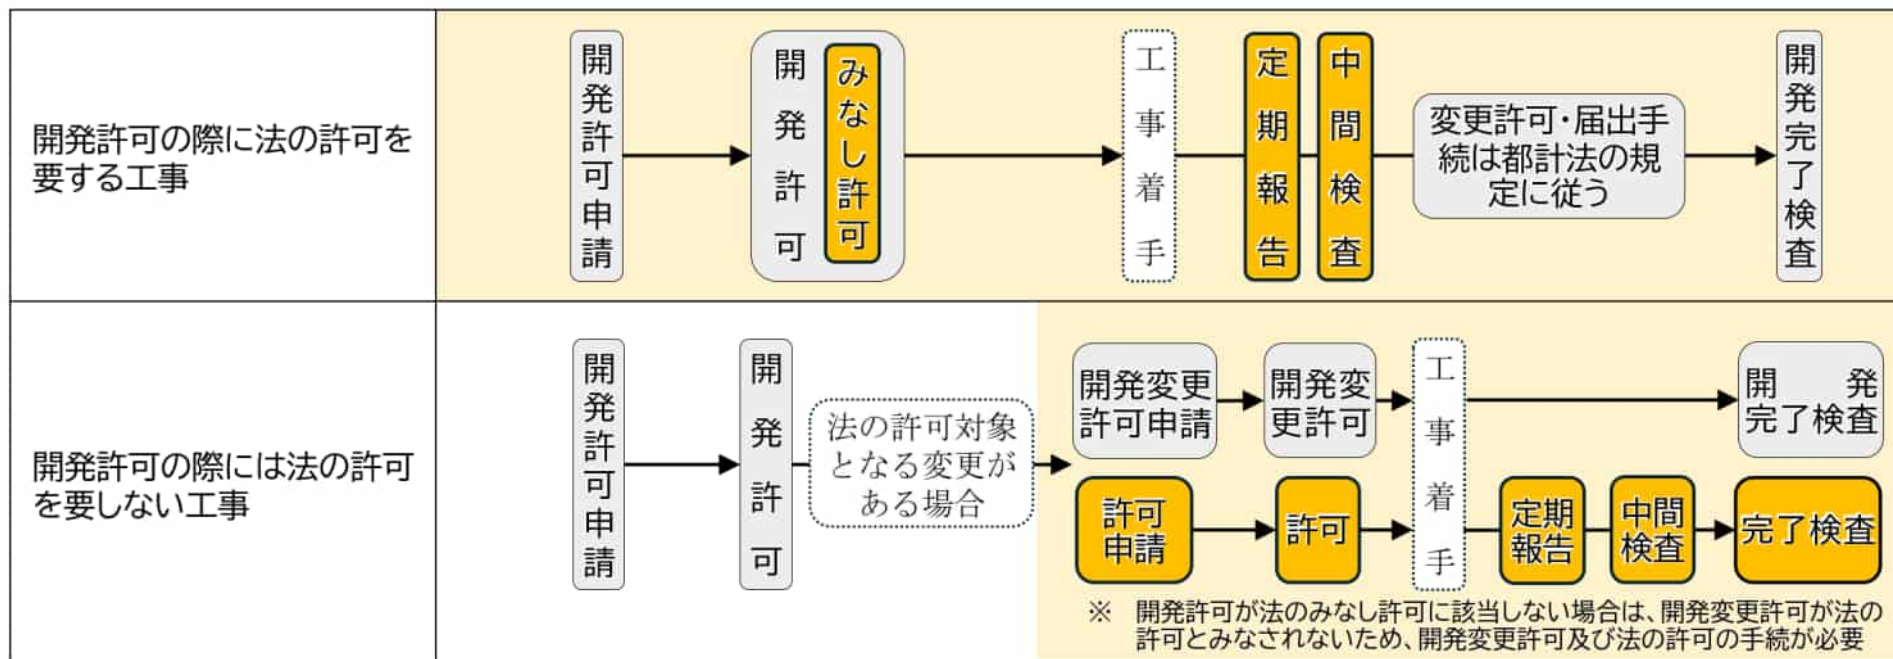 開発許可の際に法の許可を
要する工事
開発許可申請
開発許可
みなし許可
工事着手
定期報告
中間検査
変更許可・届出手
続は都計法の規
定に従う
開発完了検査
開発許可の際には法の許可
を要しない工事
開発許可申請
開発許可
法の許可対象
となる変更が
ある場合
開発変更
許可申請
開発変
更許可
工事着手
開発
完了検査
許可
申請
許可
定期
報告
中間
検査
完了検査
※ 開発許可が法のみなし許可に該当しない場合は、開発変更許可が法の
許可とみなされないため、開発変更許可及び法の許可の手続が必要